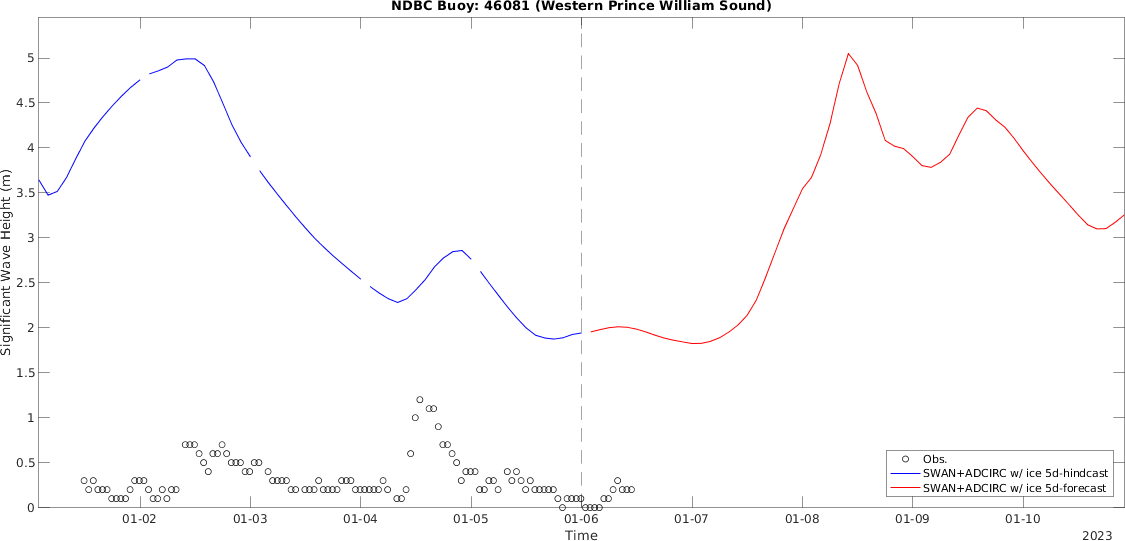 NDBC Buoy: 46081 (Western Prince William Sound)
Significant Wave Height (m)
5
4.5
4
3.5
3
2.5
2
1.5
1
0.5
0
Obs.
SWAN+ADCIRC w/ ice 5d-hindcast
SWAN+ADCIRC w/ ice 5d-forecast
01-02 01-03 01-04 01-05 01-06 01-07 01-08 01-09 01-10
Time
2023